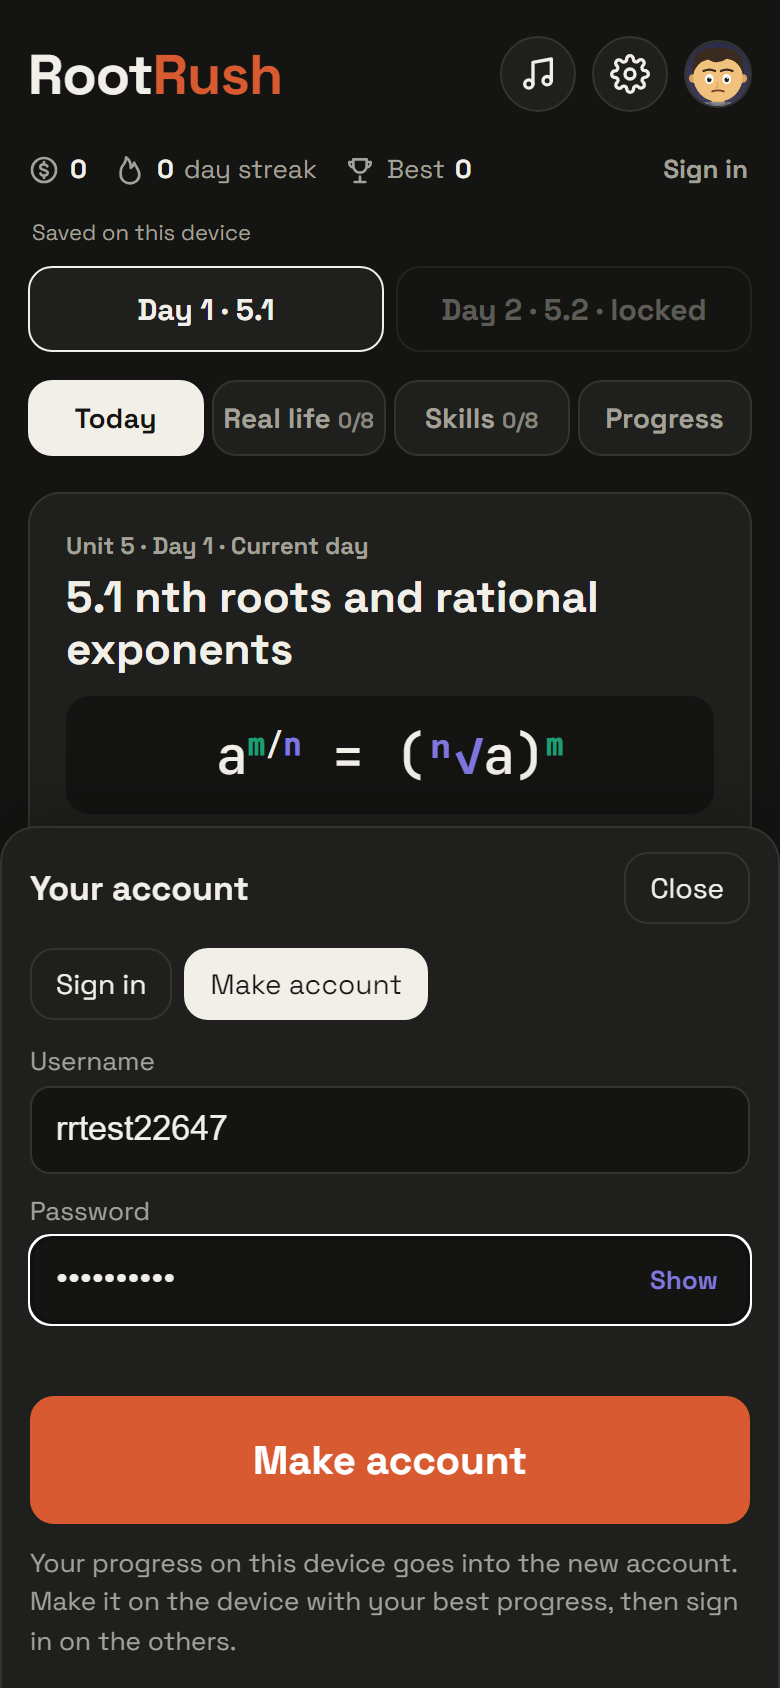 RootRush
0 0 day streak Best 0 Sign in
Saved on this device
Day 1 · 5.1 Day 2 · 5.2 · locked
Today Real life 0/8 Skills 0/8 Progress
Unit 5 · Day 1 · Current day
5.1 nth roots and rational
exponents
a^m/n = (ⁿ√a)^m
Your account Close
Sign in Make account
Username
rrtest22647
Password
•••••••••• Show
Make account
Your progress on this device goes into the new account.
Make it on the device with your best progress, then sign
in on the others.